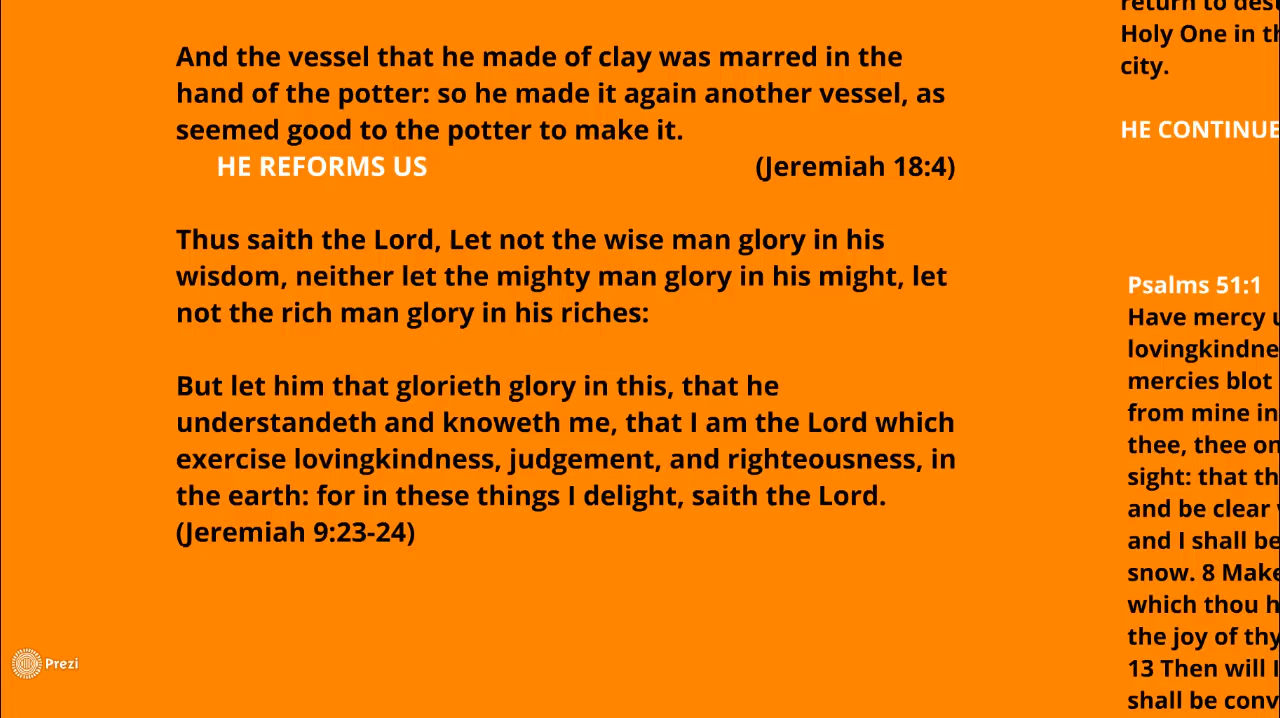 And the vessel that he made of clay was marred in the
hand of the potter: so he made it again another vessel, as
seemed good to the potter to make it.
HE REFORMS US (Jeremiah 18:4)
Thus saith the Lord, Let not the wise man glory in his
wisdom, neither let the mighty man glory in his might, let
not the rich man glory in his riches:
But let him that glorieth glory in this, that he
understandeth and knoweth me, that I am the Lord which
exercise lovingkindness, judgement, and righteousness, in
the earth: for in these things I delight, saith the Lord.
(Jeremiah 9:23-24)
return to
Holy One in
city.
HE CONTINUE
Psalms 51:1
Have mercy
lovingkindne
mercies blot
from mine in
thee, thee on
sight: that th
and be clear
and I shall be
snow. 8 Make
which thou h
the joy of thy
13 Then will I
shall be conv
Prezi